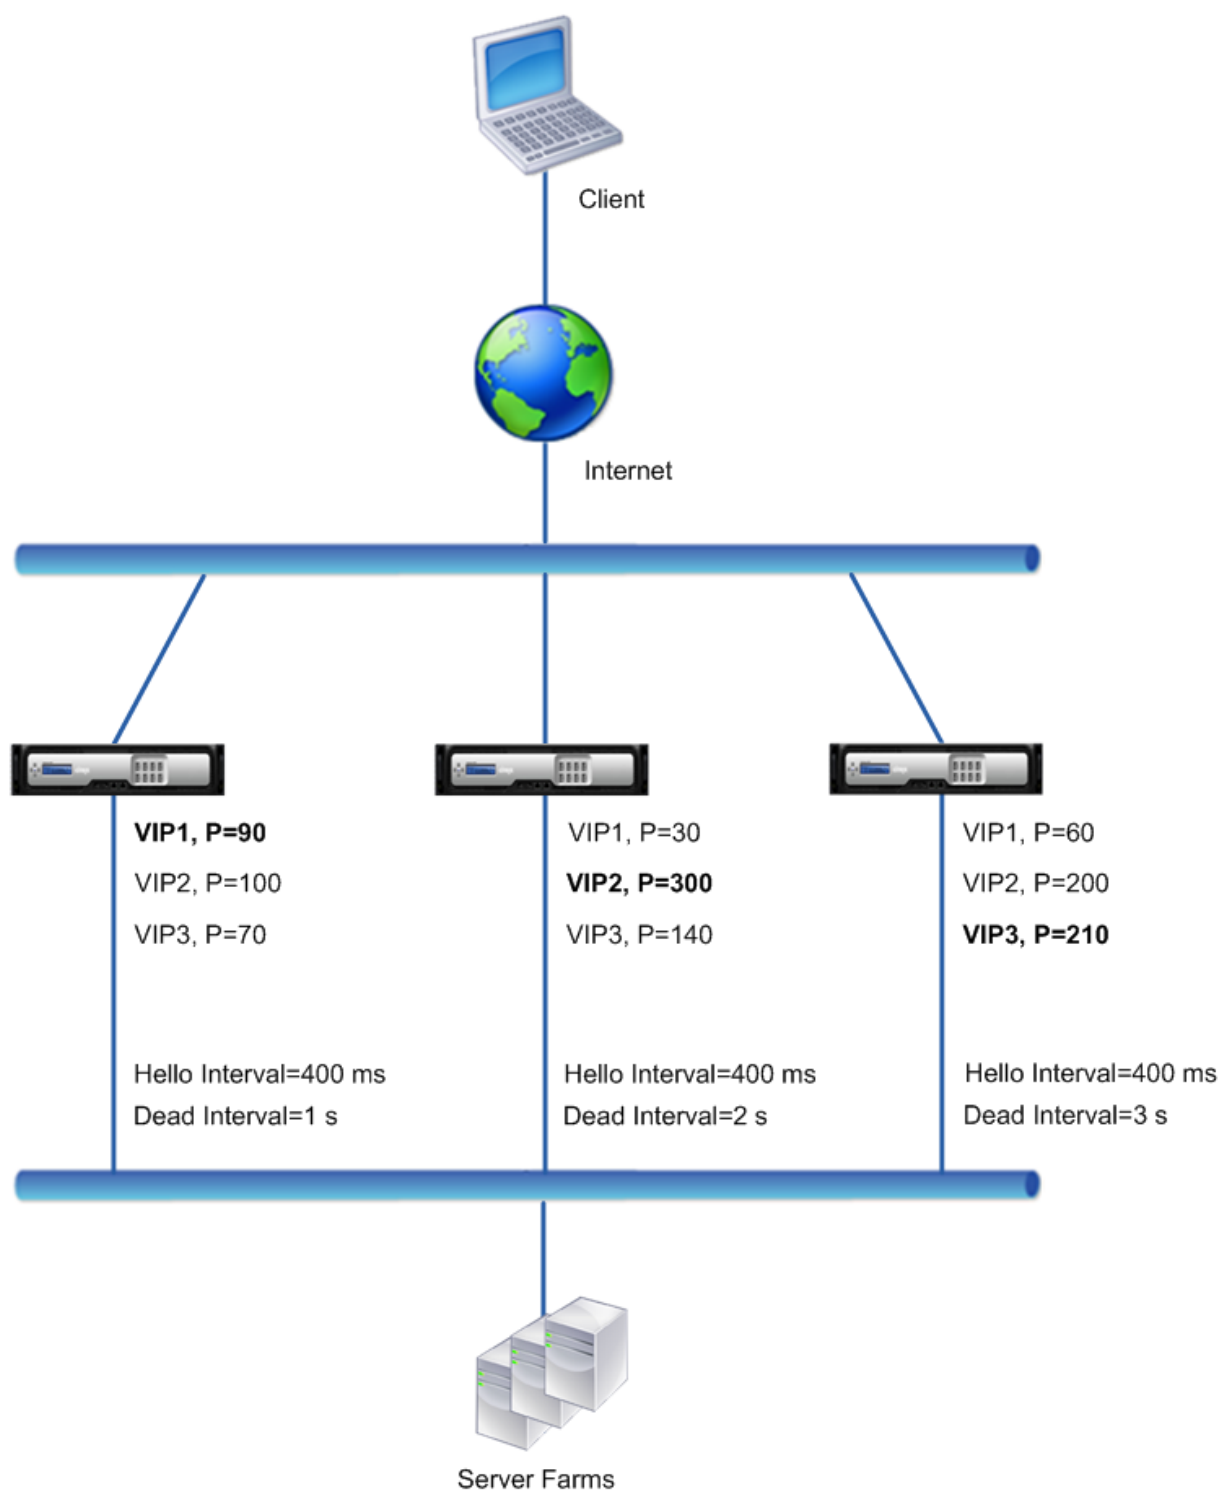 Client
Internet
VIP1, P=90
VIP2, P=100
VIP3, P=70
Hello Interval=400 ms
Dead Interval=1 s
VIP1, P=30
VIP2, P=300
VIP3, P=140
Hello Interval=400 ms
Dead Interval=2 s
VIP1, P=60
VIP2, P=200
VIP3, P=210
Hello Interval=400 ms
Dead Interval=3 s
Server Farms